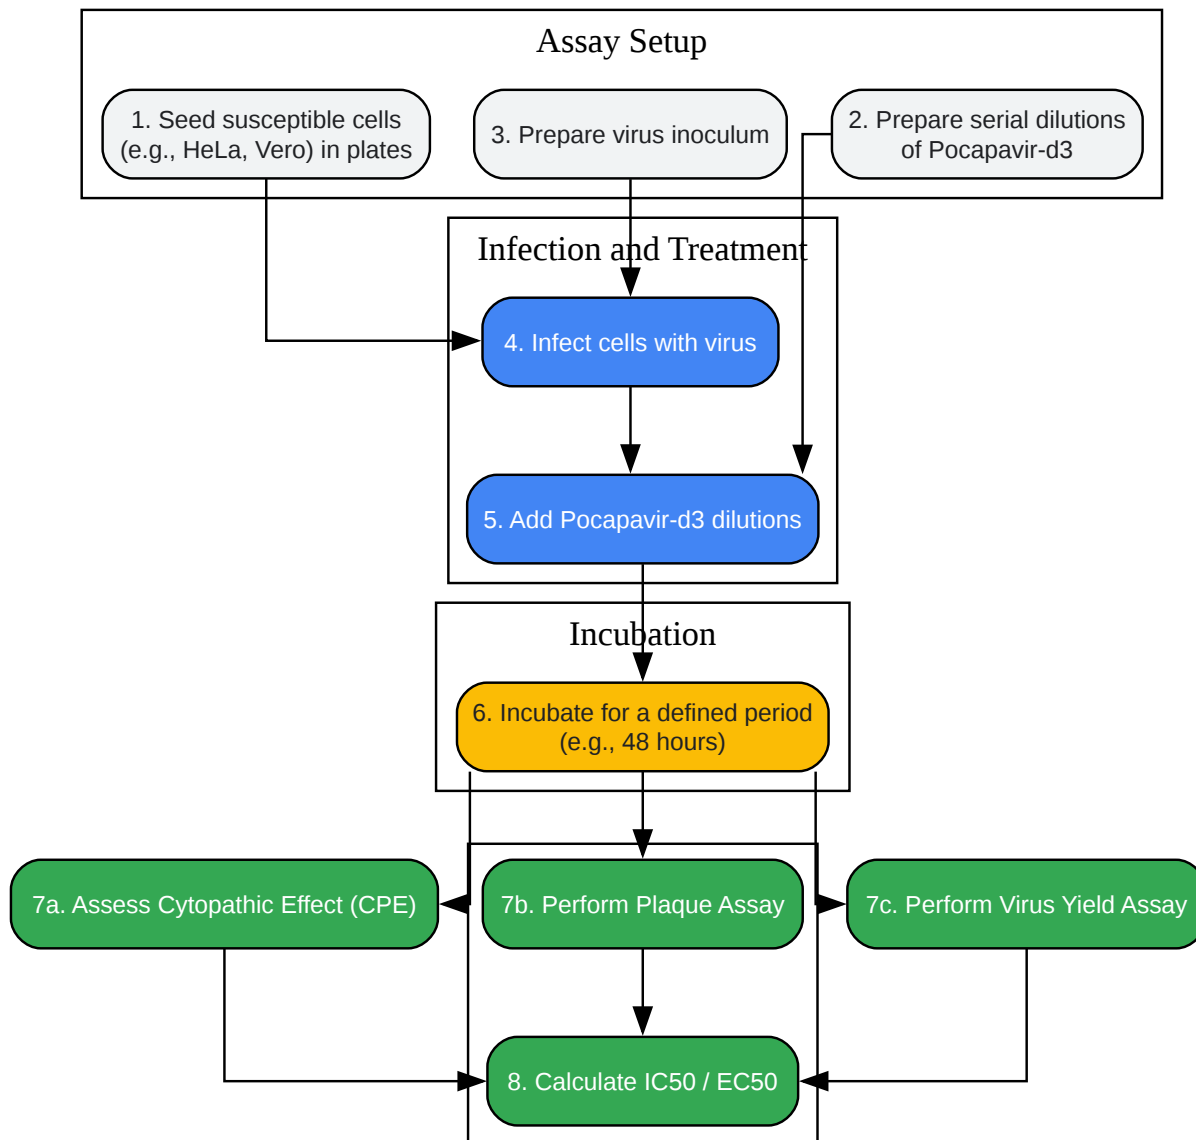 Assay Setup
1. Seed susceptible cells
(e.g., HeLa, Vero) in plates
3. Prepare virus inoculum
2. Prepare serial dilutions
of Pocapavir-d3
Infection and Treatment
4. Infect cells with virus
5. Add Pocapavir-d3 dilutions
Incubation
6. Incubate for a defined period
(e.g., 48 hours)
7a. Assess Cytopathic Effect (CPE)
7b. Perform Plaque Assay
7c. Perform Virus Yield Assay
8. Calculate IC50 / EC50